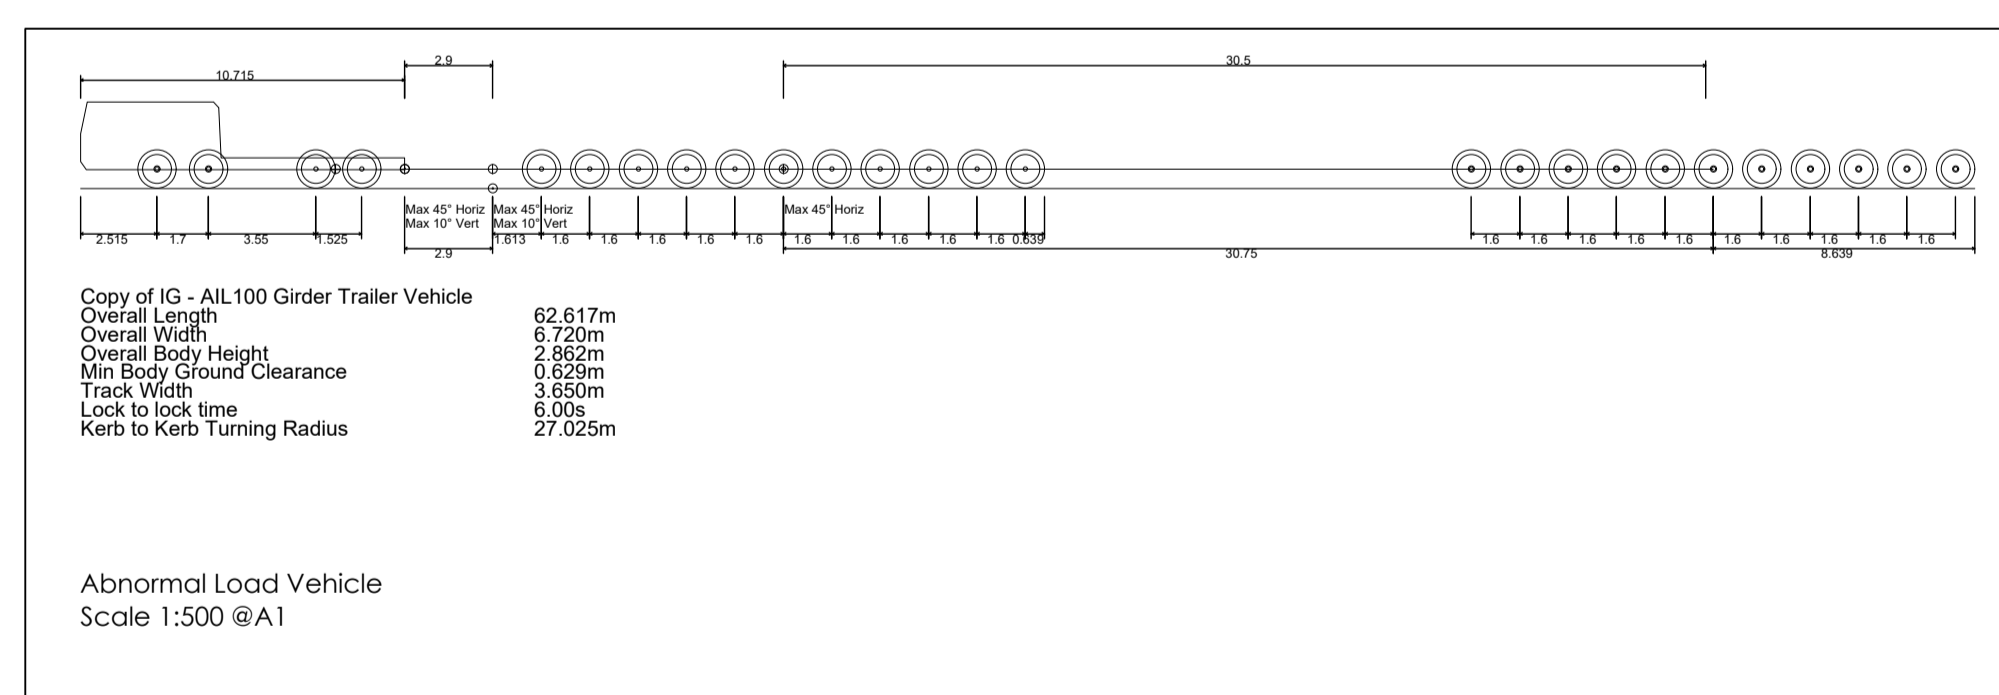 2.9
30.5
10.715
Max 45° Horiz Max 45° Horiz Max 45° Horiz
Max 10° Vert Max 10° Vert
2.515 1.7 3.55 1.525 1.613 1.6 1.6 1.6 1.6 1.6 1.6 1.6 1.6 1.6 1.6 0.639 1.6 1.6 1.6 1.6 1.6 1.6 1.6 1.6 1.6 1.6
2.9 30.75 8.639
Copy of IG - AIL100 Girder Trailer Vehicle
Overall Length 62.617m
Overall Width 6.720m
Overall Body Height 2.862m
Min Body Ground Clearance 0.629m
Track Width 3.650m
Lock to lock time 6.00s
Kerb to Kerb Turning Radius 27.025m
Abnormal Load Vehicle
Scale 1:500 @A1